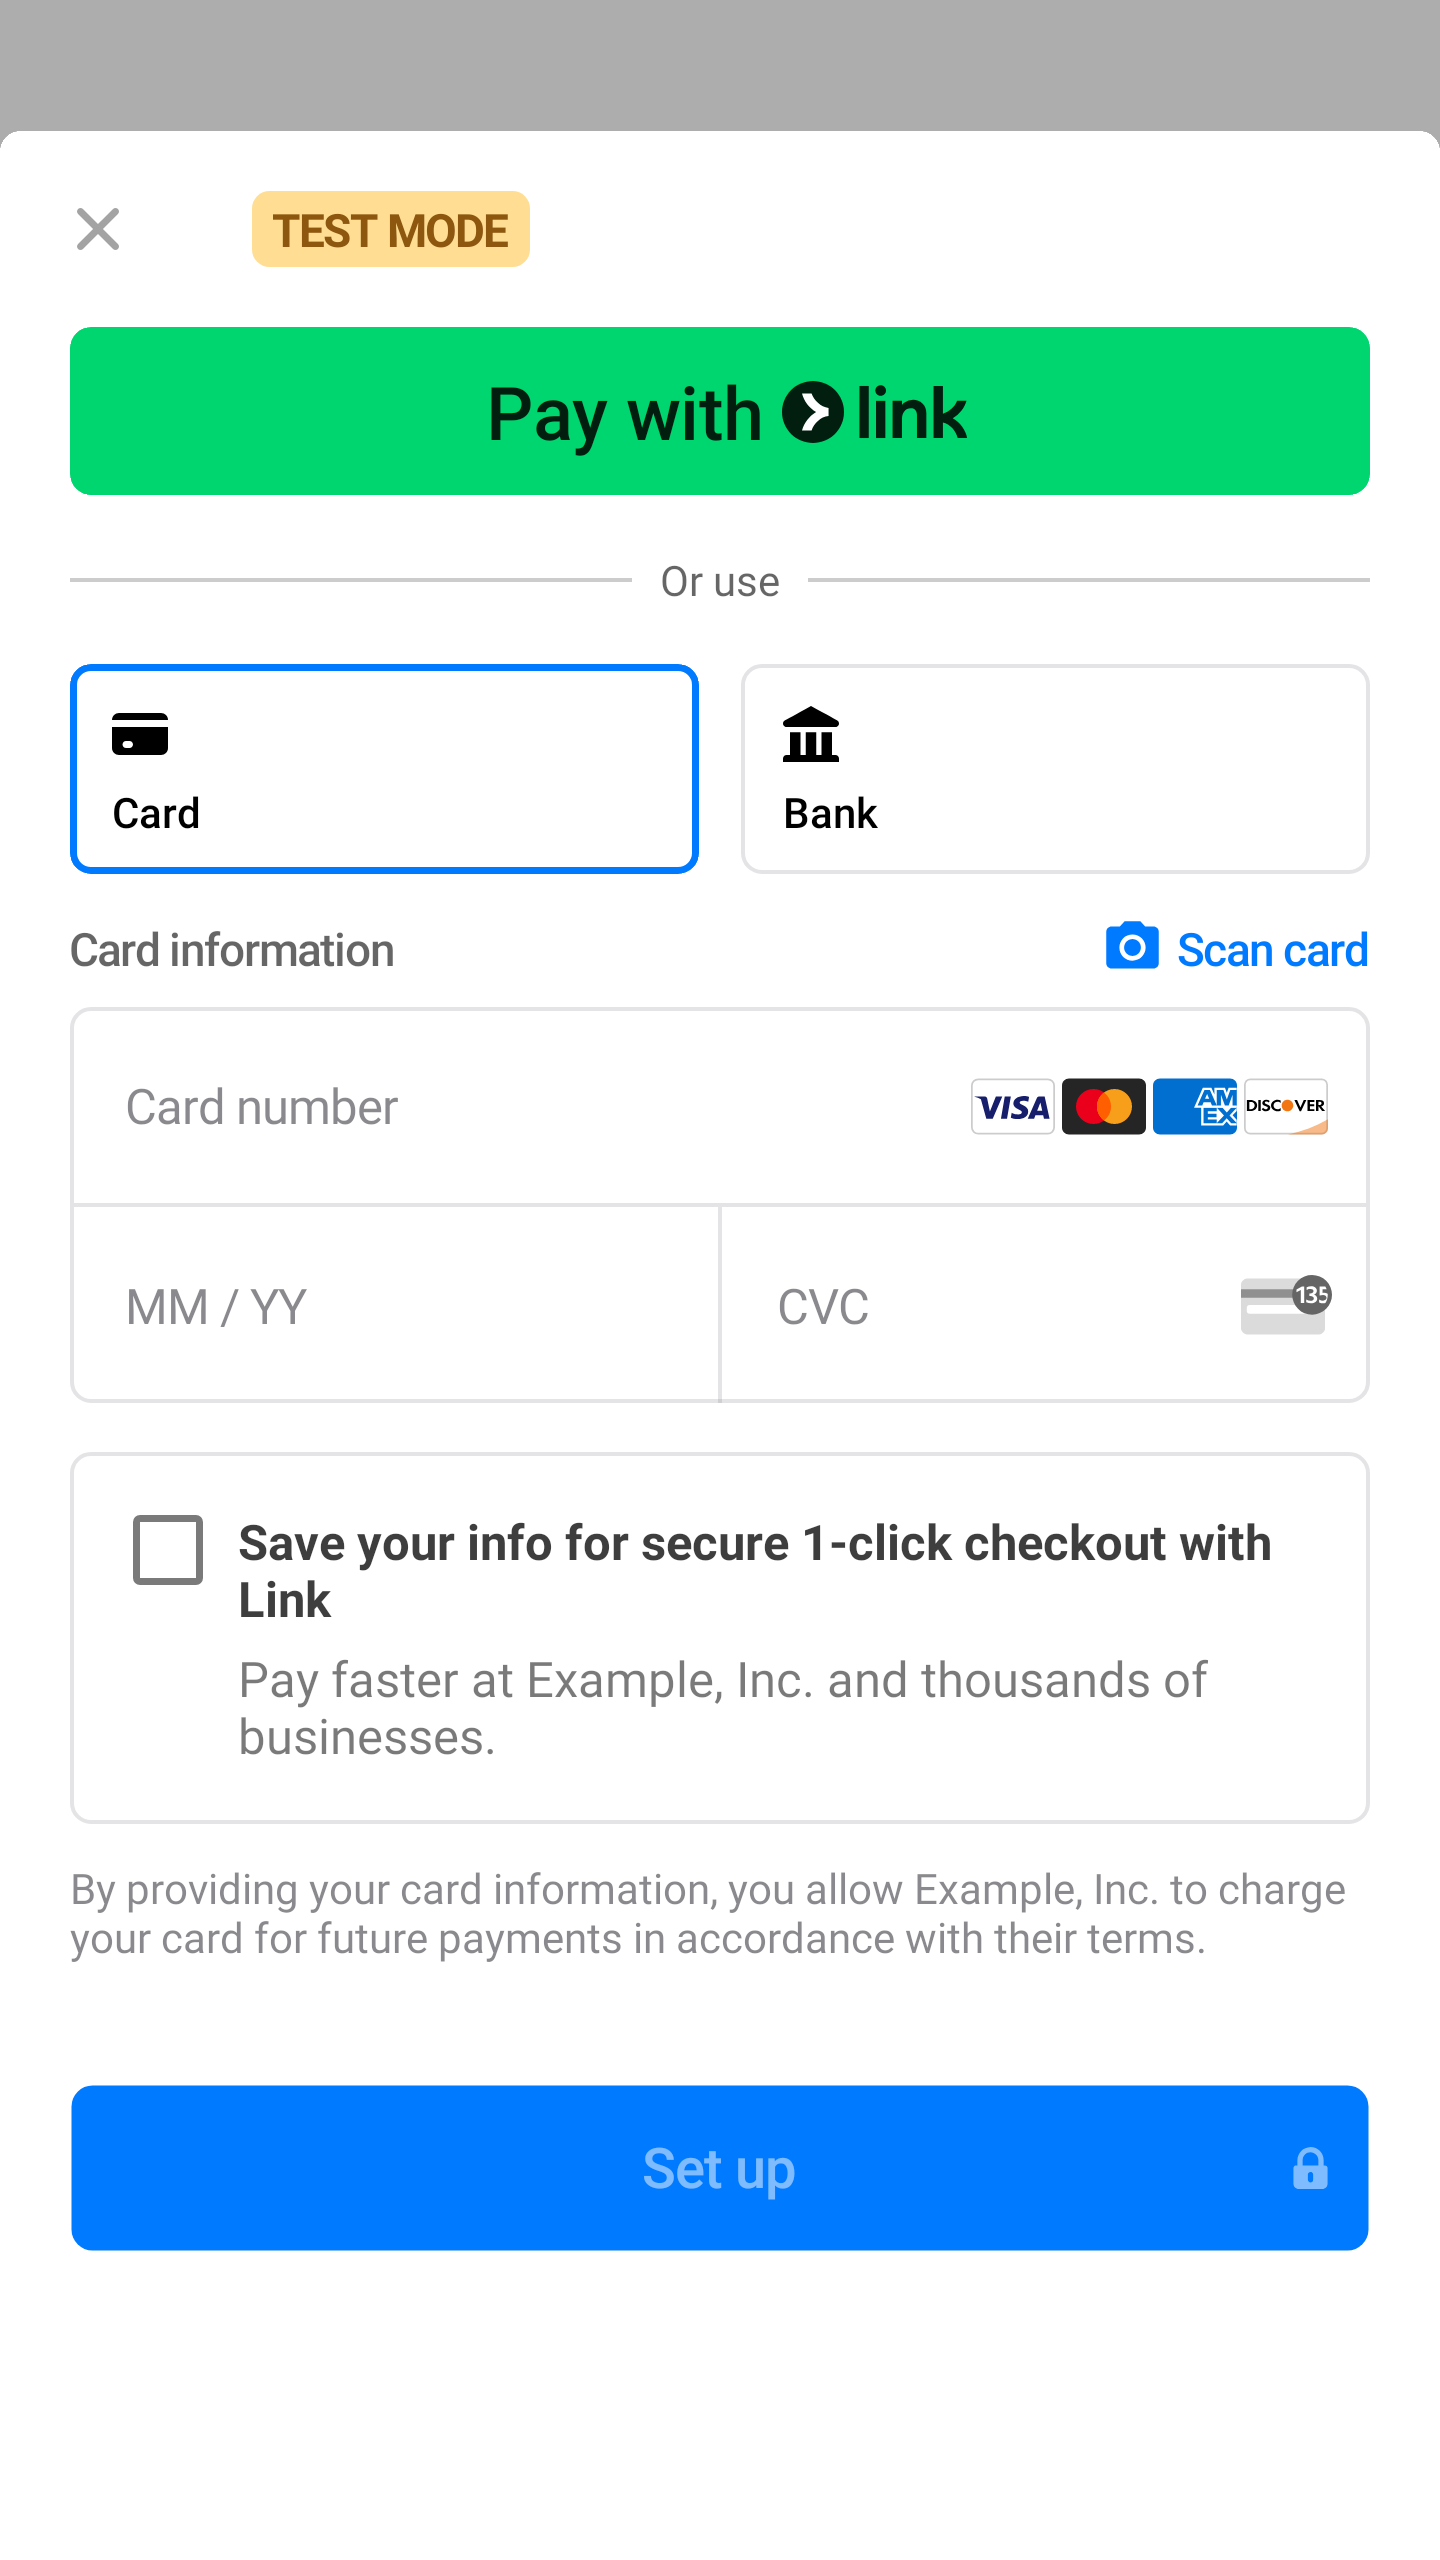 TEST MODE
Pay with link
Or use
Card
Bank
Card information
Scan card
Card number
VISA
AM
EX
DISCOVER
MM / YY
CVC
135
Save your info for secure 1-click checkout with
Link
Pay faster at Example, Inc. and thousands of
businesses.
By providing your card information, you allow Example, Inc. to charge
your card for future payments in accordance with their terms.
Set up